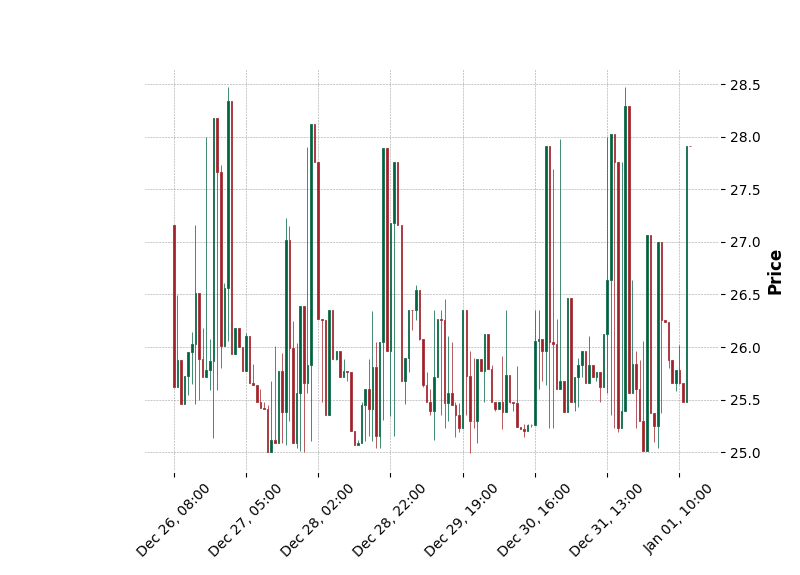 28.5
28.0
27.5
27.0
26.5
26.0
25.5
25.0
Price
Dec 26, 08:00
Dec 27, 05:00
Dec 28, 02:00
Dec 28, 22:00
Dec 29, 19:00
Dec 30, 16:00
Dec 31, 13:00
Jan 01, 10:00